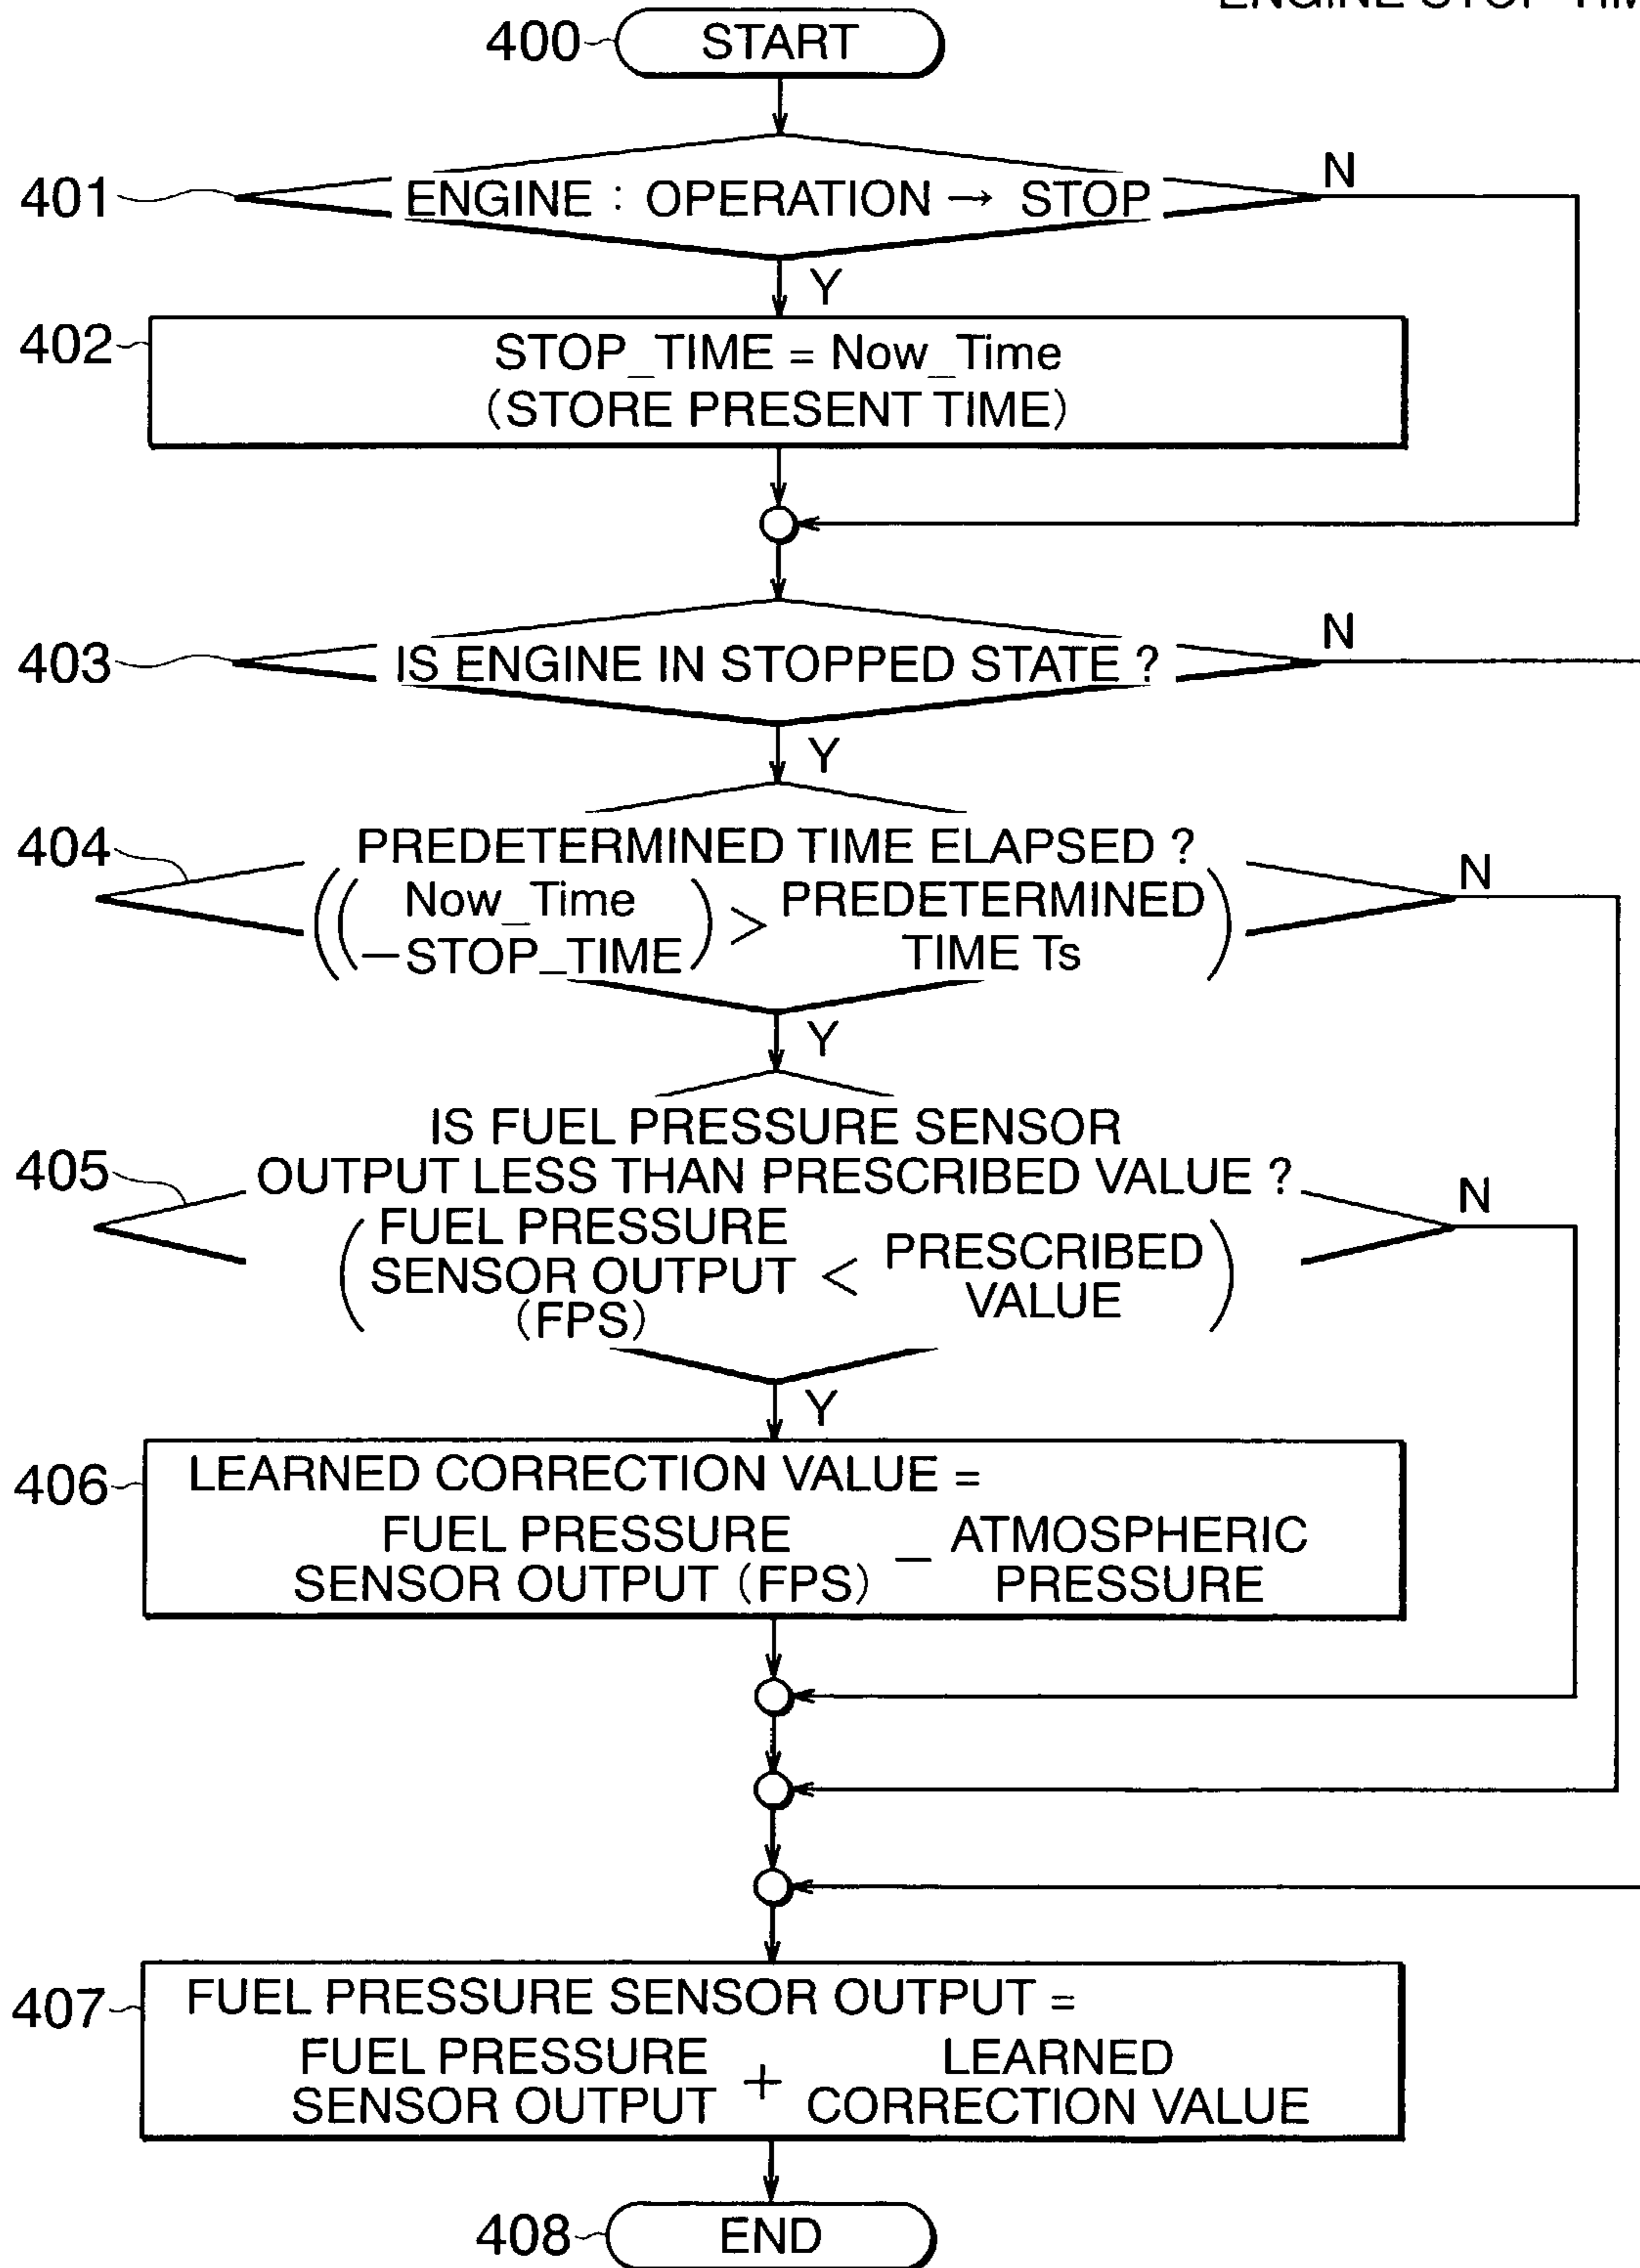 ENGINE STOP TIM
400 START
401 ENGINE : OPERATION → STOP N
Y
402 STOP_TIME = Now_Time
(STORE PRESENT TIME)
403 IS ENGINE IN STOPPED STATE ? N
Y
404 PREDETERMINED TIME ELAPSED ? N
((Now_Time
−STOP_TIME) > PREDETERMINED
TIME Ts)
Y
IS FUEL PRESSURE SENSOR
405 OUTPUT LESS THAN PRESCRIBED VALUE ? N
(FUEL PRESSURE
SENSOR OUTPUT
(FPS) < PRESCRIBED
VALUE)
Y
406 LEARNED CORRECTION VALUE =
FUEL PRESSURE
SENSOR OUTPUT (FPS) − ATMOSPHERIC
PRESSURE
407 FUEL PRESSURE SENSOR OUTPUT =
FUEL PRESSURE
SENSOR OUTPUT + LEARNED
CORRECTION VALUE
408 END